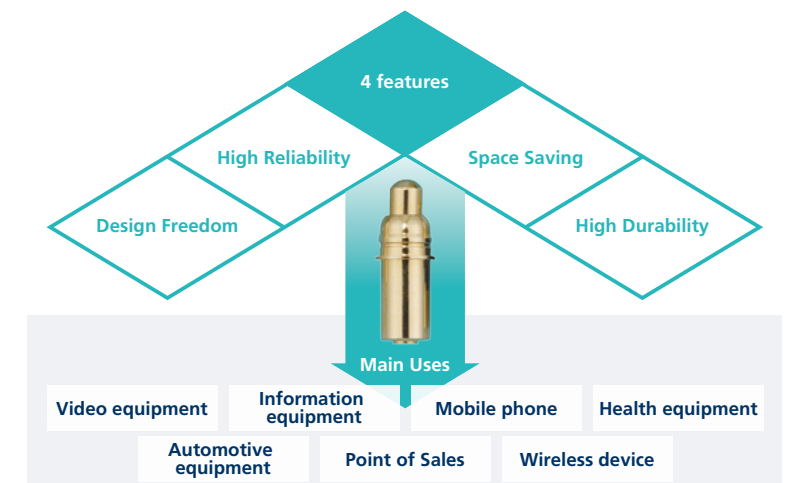 4 features
High Reliability
Space Saving
Design Freedom
High Durability
Main Uses
Video equipment
Information
equipment
Mobile phone
Health equipment
Automotive
equipment
Point of Sales
Wireless device